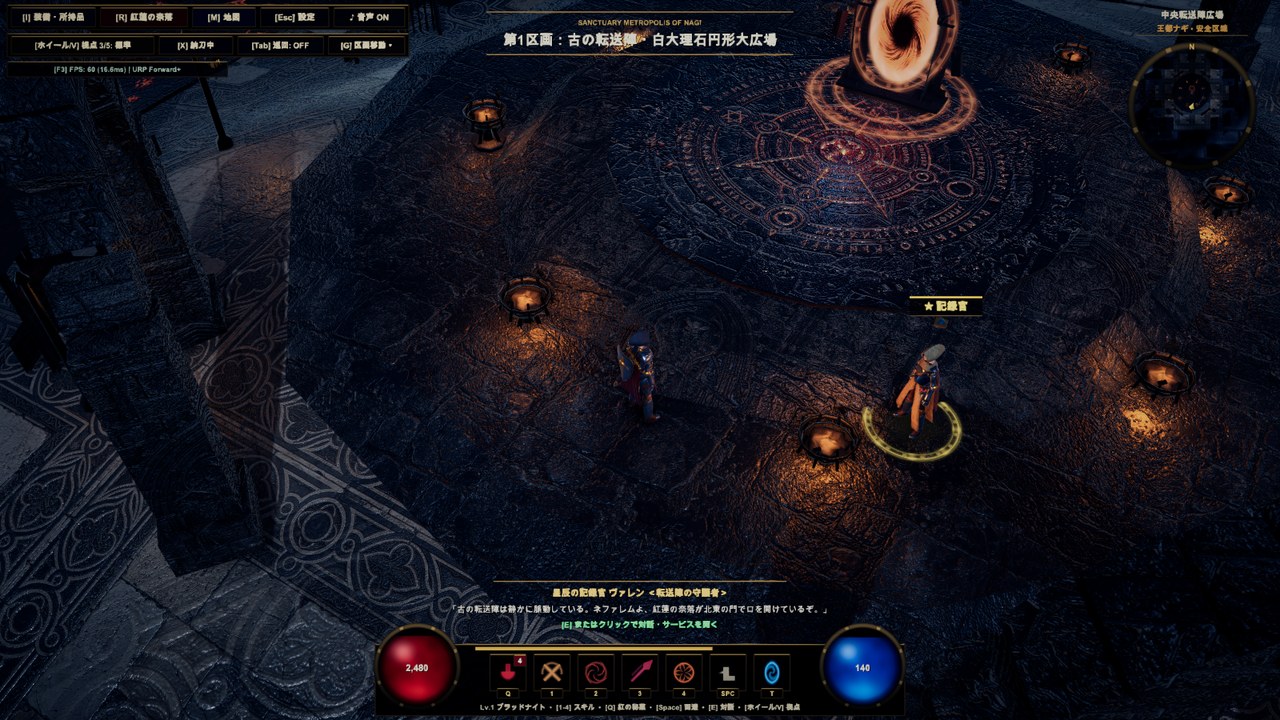 [I] 装備・所持品
[R] 紅蓮の奈落
[M] 地図
[Esc] 設定
♪ 音声 ON
[ホイール/V] 視点 3/5: 標準
[X] 納刀中
[Tab] 巡回: OFF
[G] 区画移動
[F3] FPS: 60 (16.6ms) | URP Forward+
SANCTUARY METROPOLIS OF NAGI
第1区画：古の転送陣・白大理石円形大広場
中央転送陣広場
王都ナギ・安全区域
N
★ 記録官
星辰の記録官 ヴァレン <転送陣の守護者>
「古の転送陣は静かに脈動している。ネファレムよ、紅蓮の奈落が北東の門で口を開けているぞ。」
[E] またはクリックで対話・サービスを開く
2,480
4
140
Q
1
2
3
4
SPC
T
Lv.1 ブラッドナイト・[1-4] スキル・[Q] 紅の秘薬・[Space] 回避・[E] 対話・[ホイール/V] 視点